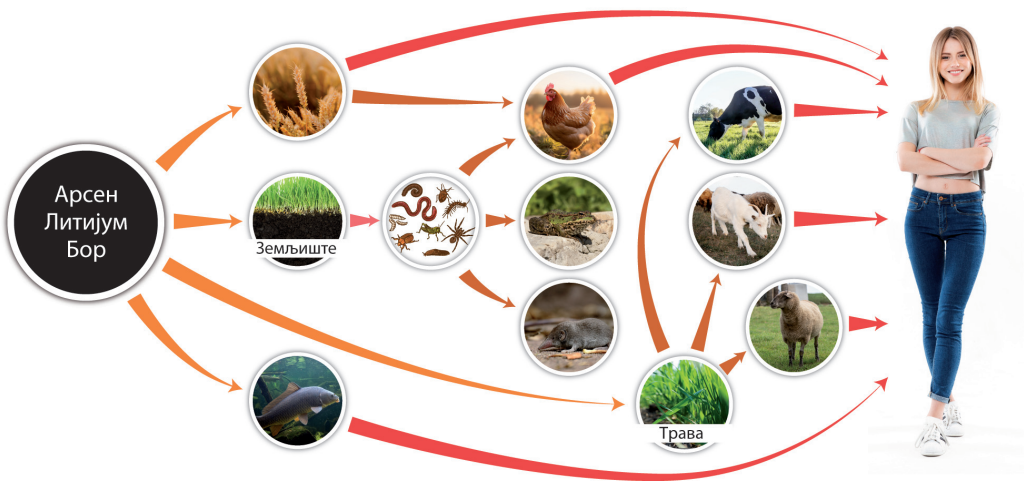 Арсен
Литијум
Бор
Земљиште
Трава